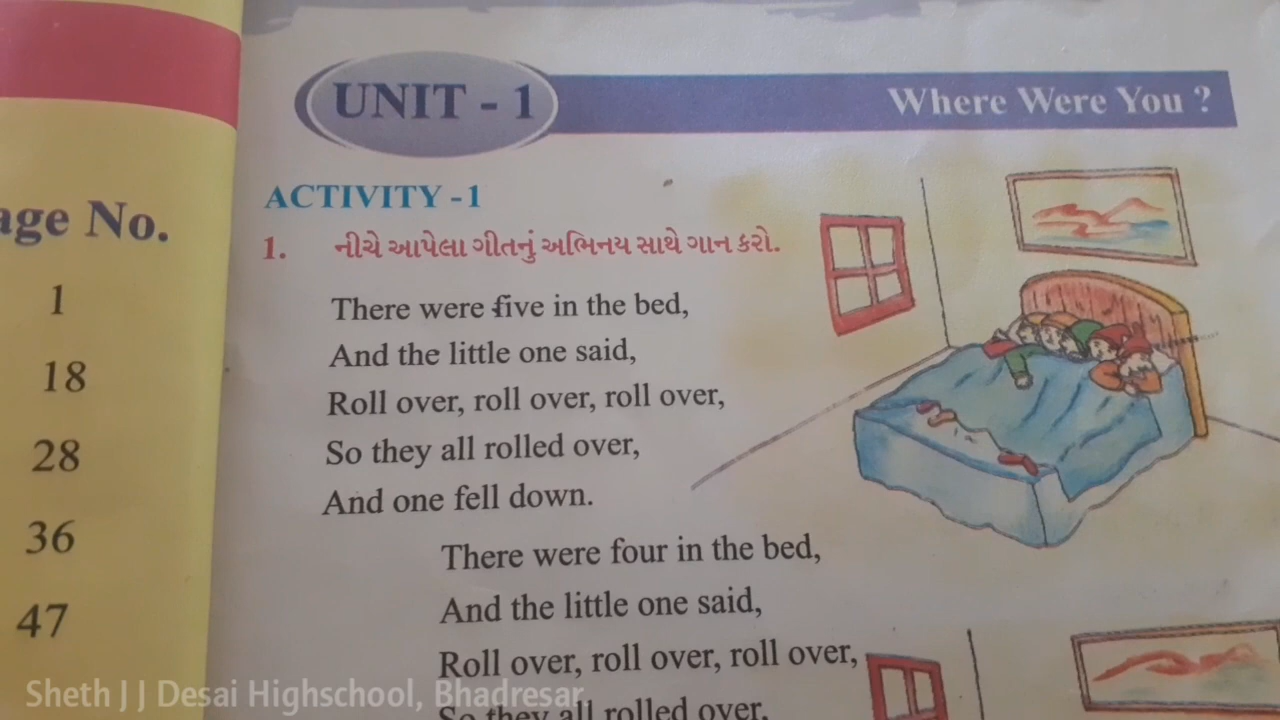 age No.
1
18
28
36
47
UNIT - 1
Where Were You ?
ACTIVITY - 1
1. નીચે આપેલા ગીતનું અભિનય સાથે ગાન કરો.
There were five in the bed,
And the little one said,
Roll over, roll over, roll over,
So they all rolled over,
And one fell down.
There were four in the bed,
And the little one said,
Roll over, roll over, roll over,
So they all rolled over,
Sheth J J Desai Highschool, Bhadresar